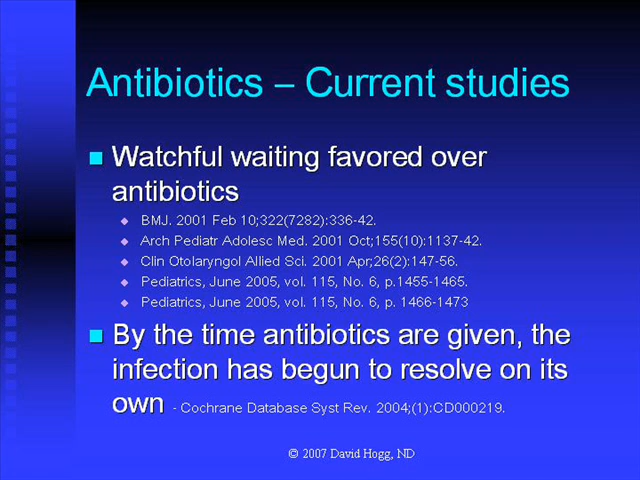 Antibiotics – Current studies
Watchful waiting favored over
antibiotics
BMJ. 2001 Feb 10;322(7282):336-42.
Arch Pediatr Adolesc Med. 2001 Oct;155(10):1137-42.
Clin Otolaryngol Allied Sci. 2001 Apr;26(2):147-56.
Pediatrics, June 2005, vol. 115, No. 6, p.1455-1465.
Pediatrics, June 2005, vol. 115, No. 6, p. 1466-1473
By the time antibiotics are given, the
infection has begun to resolve on its
own - Cochrane Database Syst Rev. 2004;(1):CD000219.
© 2007 David Hogg, ND